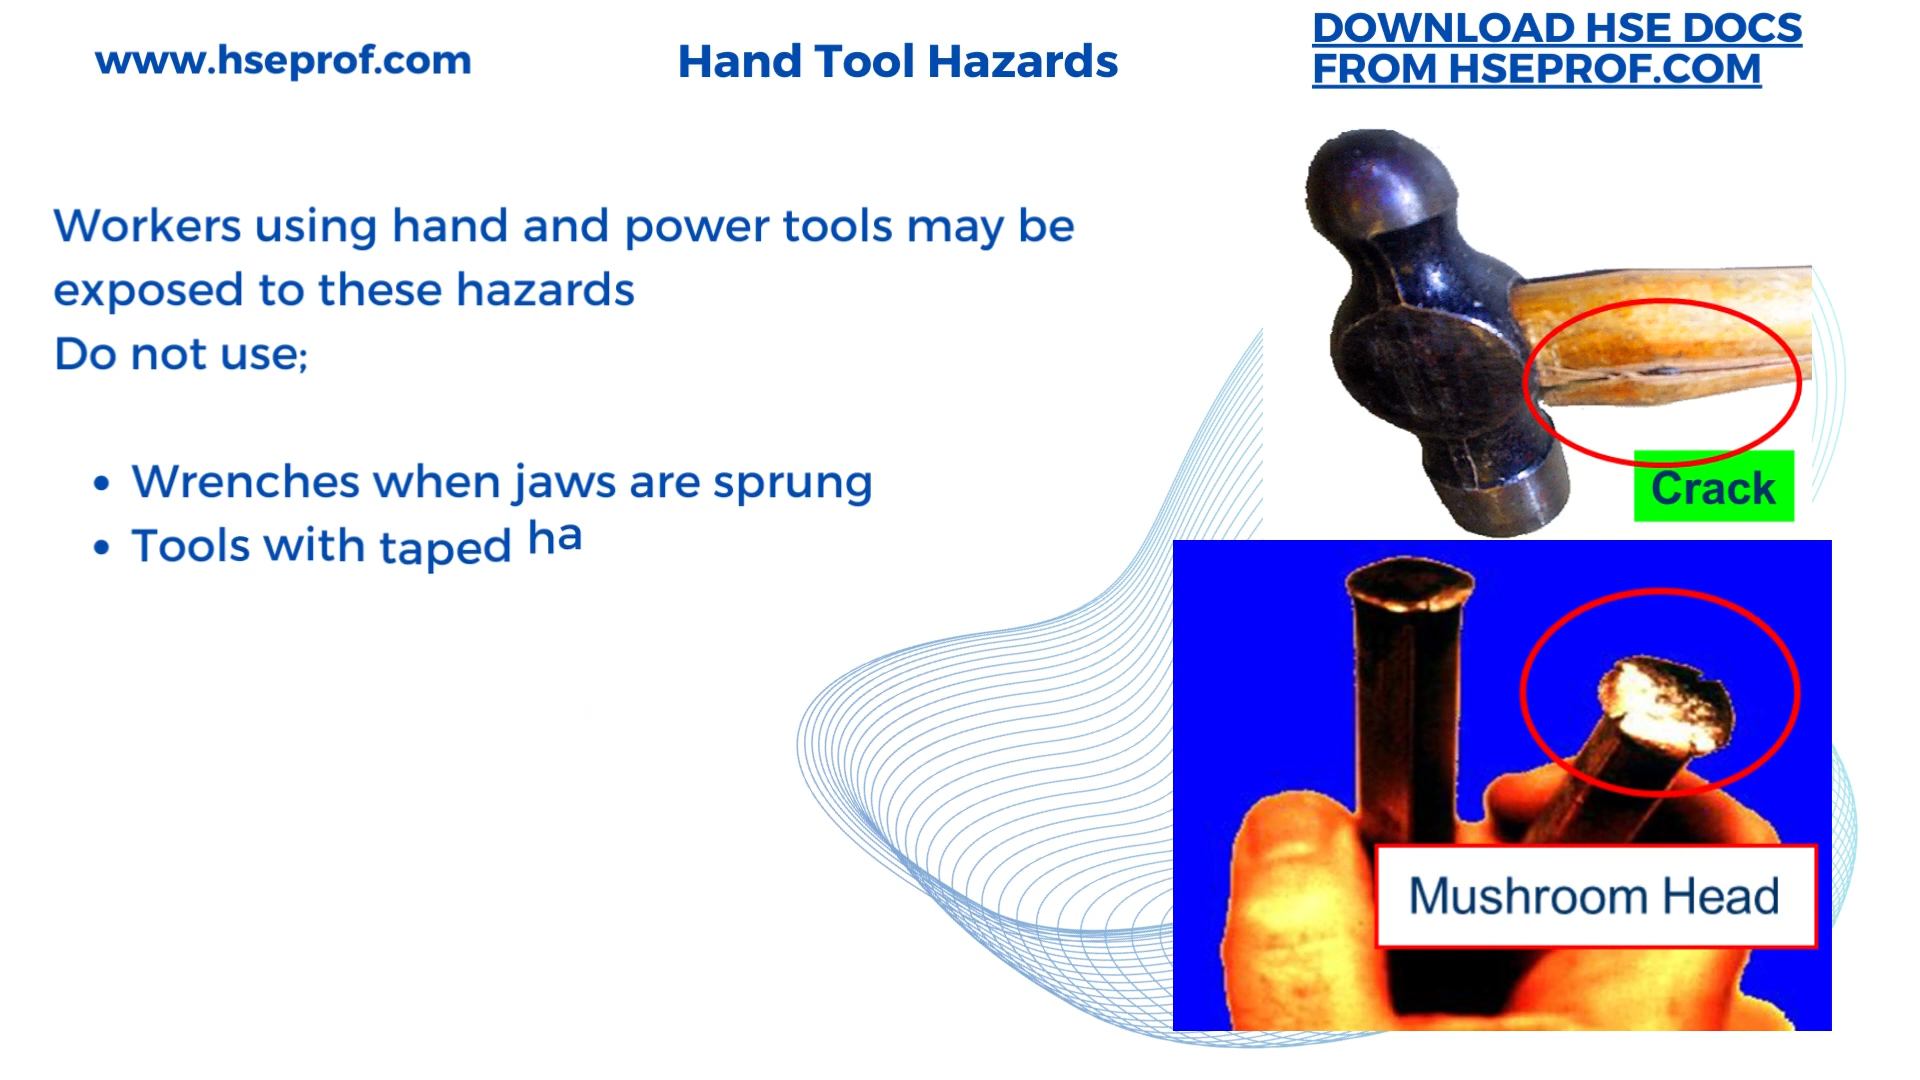 www.hseprof.com
Hand Tool Hazards
DOWNLOAD HSE DOCS
FROM HSEPROF.COM
Workers using hand and power tools may be
exposed to these hazards
Do not use;
• Wrenches when jaws are sprung
• Tools with taped ha
Crack
Mushroom Head